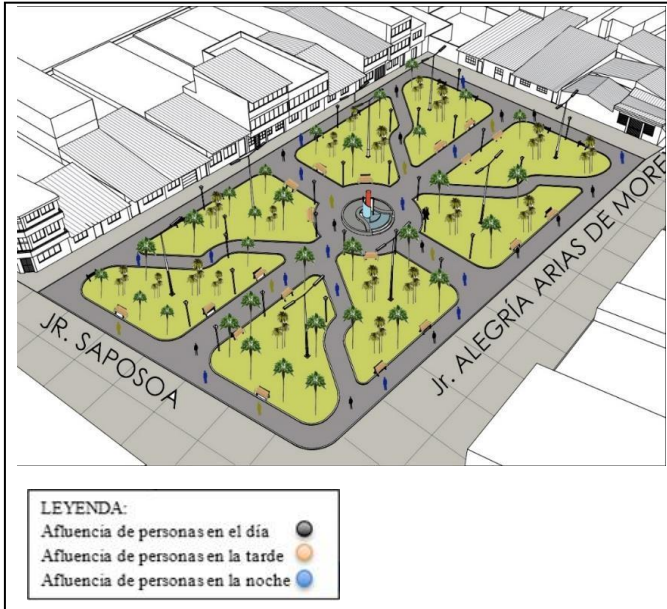 JR. SAPOSOA
Jr. ALEGRÍA ARIAS DE MORE
LEYENDA:
Afluencia de personas en el día
Afluencia de personas en la tarde
Afluencia de personas en la noche